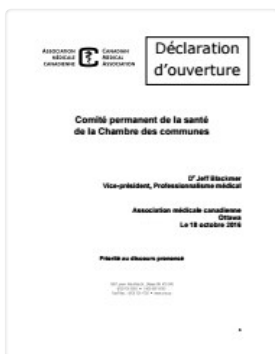 ASSOCIATION
MÉDICALE
CANADIENNE
CANADIAN
MEDICAL
ASSOCIATION
Déclaration
d'ouverture
Comité permanent de la santé
de la Chambre des communes
Dr Jeff Blackmer
Vice-président, Professionnalisme médical
Association médicale canadienne
Ottawa
Le 18 octobre 2016
Priorité au discours prononcé